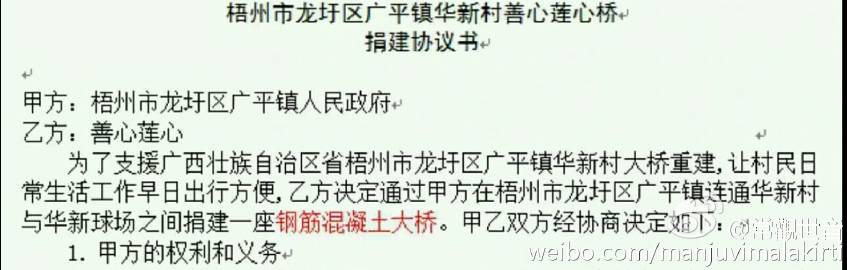 梧州市龙圩区广平镇华新村善心莲心桥↵
捐建协议书↵
↵
甲方：梧州市龙圩区广平镇人民政府
乙方：善心莲心 ↵
为了支援广西壮族自治区省梧州市龙圩区广平镇华新村大桥重建,让村民日
常生活工作早日出行方便,乙方决定通过甲方在梧州市龙圩区广平镇连通华新村
与华新球场之间捐建一座钢筋混凝土大桥。甲乙双方经协商决定如下：↵
1. 甲方的权利和义务↵
@常觀世音
weibo.com/manjuvimalakirti